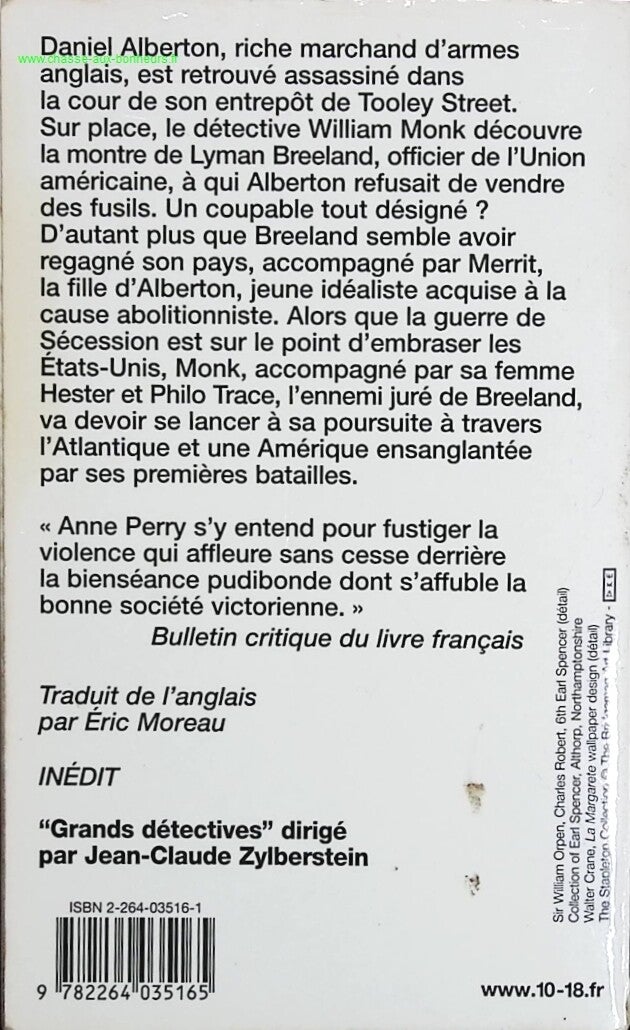 Daniel Alberton, riche marchand d'armes
www.chasse-aux-bonheurs.fr
anglais, est retrouvé assassiné dans
la cour de son entrepôt de Tooley Street.
Sur place, le détective William Monk découvre
la montre de Lyman Breeland, officier de l'Union
américaine, à qui Alberton refusait de vendre
des fusils. Un coupable tout désigné ?
D'autant plus que Breeland semble avoir
regagné son pays, accompagné par Merrit,
la fille d'Alberton, jeune idéaliste acquise à la
cause abolitionniste. Alors que la guerre de
Sécession est sur le point d'embraser les
États-Unis, Monk, accompagné par sa femme
Hester et Philo Trace, l'ennemi juré de Breeland,
va devoir se lancer à sa poursuite à travers
l'Atlantique et une Amérique ensanglantée
par ses premières batailles.
« Anne Perry s'y entend pour fustiger la
violence qui affleure sans cesse derrière
la bienséance pudibonde dont s'affuble la
bonne société victorienne. »
Bulletin critique du livre français
Traduit de l'anglais
par Éric Moreau
INÉDIT
"Grands détectives" dirigé
par Jean-Claude Zylberstein
ISBN 2-264-03516-1
9 782264 035165
www.10-18.fr
Sir William Orpen, Charles Robert, 6th Earl Spencer (détail)
Collection of Earl Spencer, Althorp, Northamptonshire
Walter Crane, La Margarete wallpaper design (détail)
The Stapleton Collection © The Art Library -